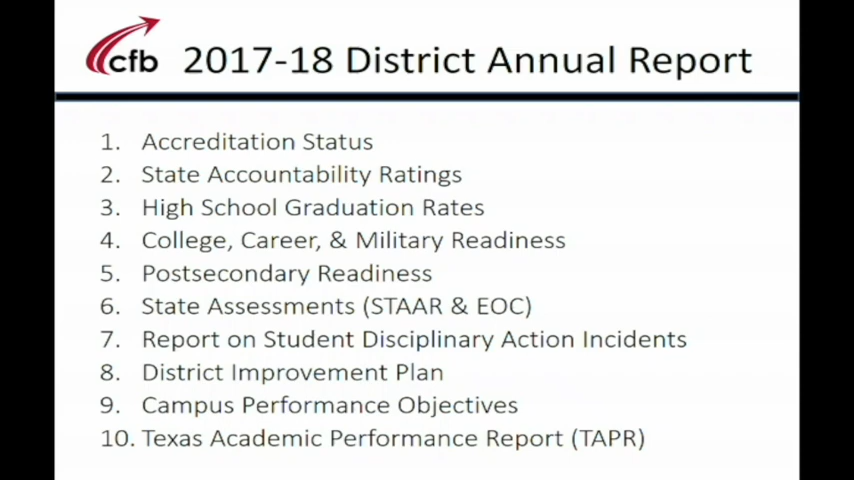 cfb 2017-18 District Annual Report
1. Accreditation Status
2. State Accountability Ratings
3. High School Graduation Rates
4. College, Career, & Military Readiness
5. Postsecondary Readiness
6. State Assessments (STAAR & EOC)
7. Report on Student Disciplinary Action Incidents
8. District Improvement Plan
9. Campus Performance Objectives
10. Texas Academic Performance Report (TAPR)